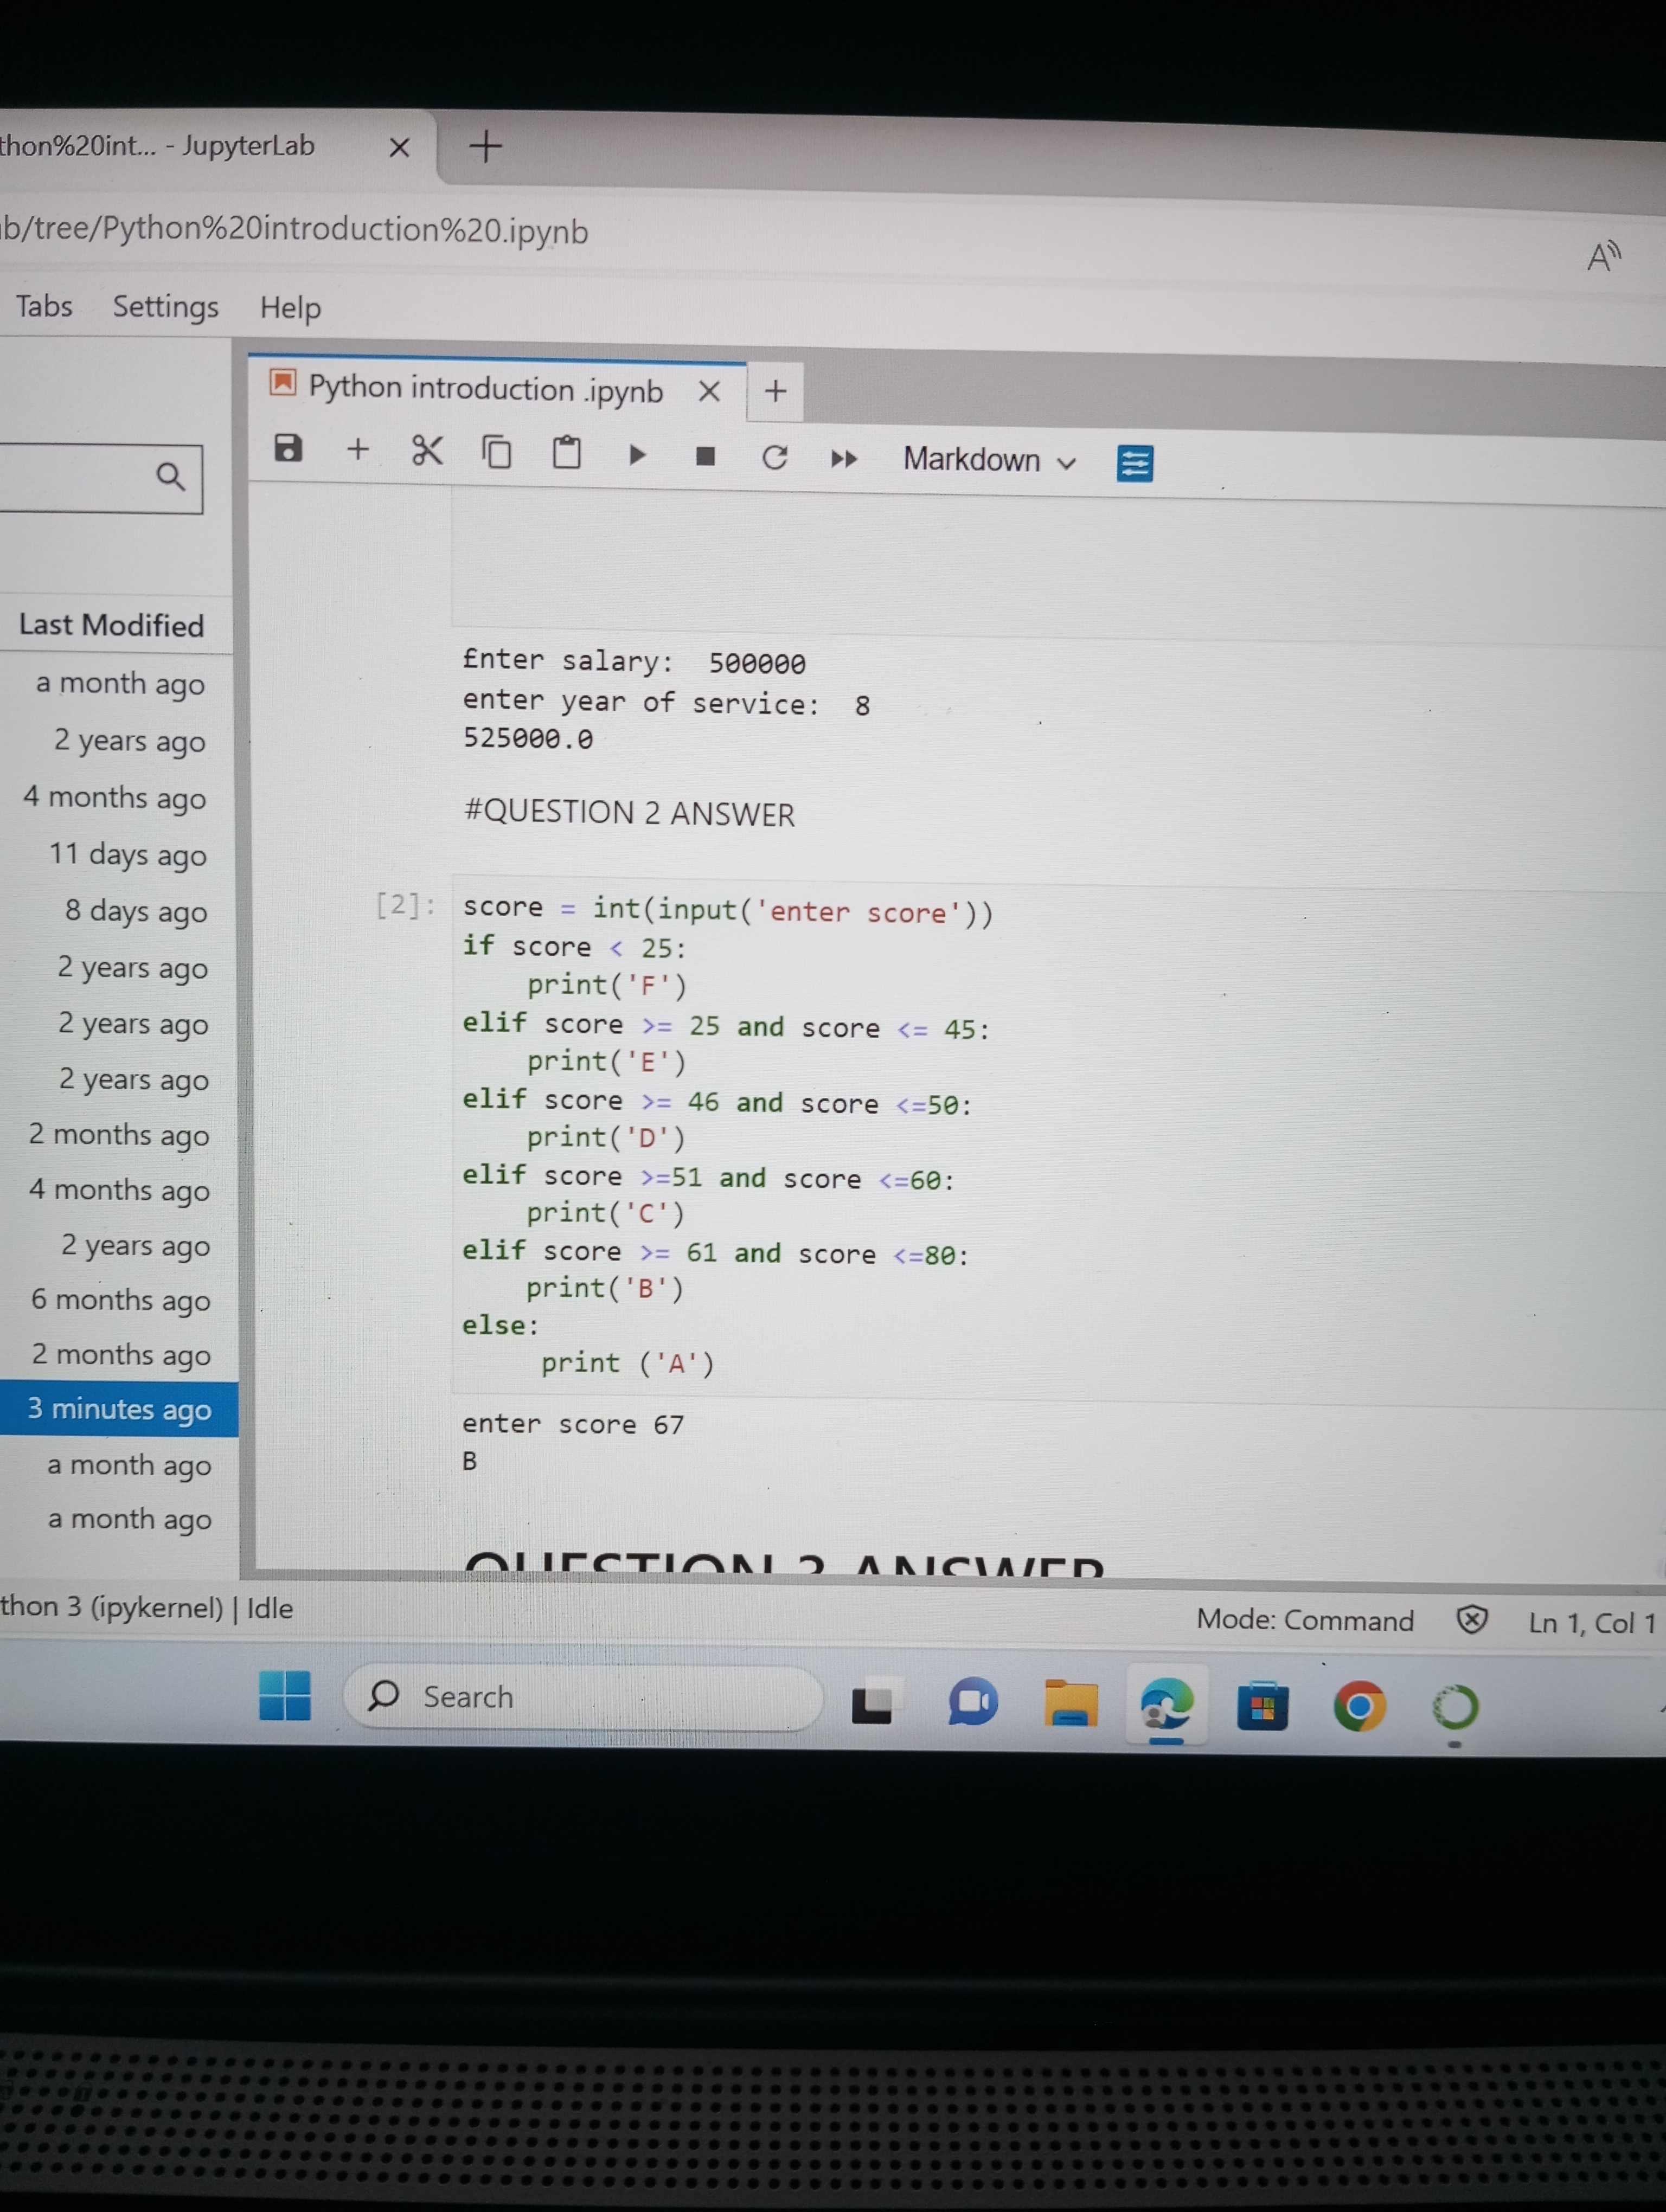 thon%20int... - JupyterLab
ab/tree/Python%20introduction%20.ipynb
Tabs Settings Help
Python introduction .ipynb
Markdown
Last Modified
a month ago
2 years ago
4 months ago
11 days ago
8 days ago
2 years ago
2 years ago
2 years ago
2 months ago
4 months ago
2 years ago
6 months ago
2 months ago
3 minutes ago
a month ago
a month ago
£nter salary: 500000
enter year of service: 8
525000.0
#QUESTION 2 ANSWER
[2]: score = int(input('enter score'))
if score < 25:
    print('F')
elif score >= 25 and score <= 45:
    print('E')
elif score >= 46 and score <=50:
    print('D')
elif score >=51 and score <=60:
    print('C')
elif score >= 61 and score <=80:
    print('B')
else:
     print ('A')
enter score 67
B
QUESTION 3 ANSWER
thon 3 (ipykernel) | Idle
Mode: Command
Ln 1, Col 1
Search